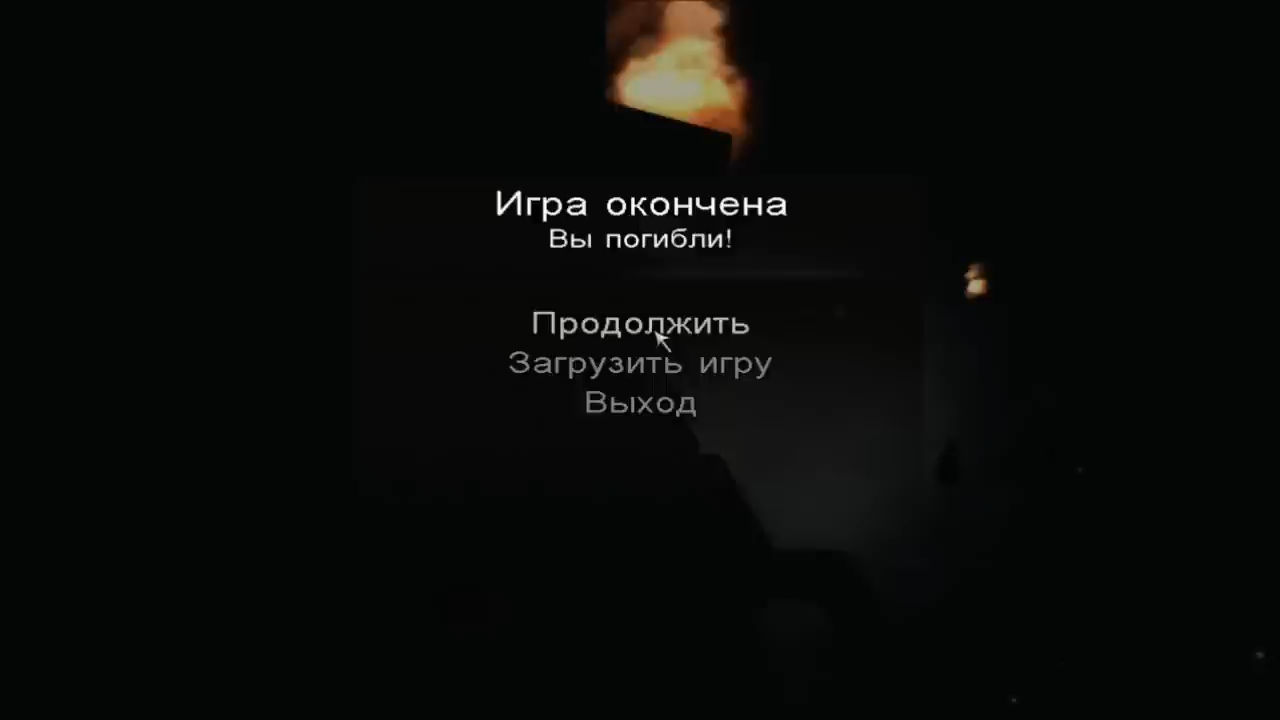 Игра окончена
Вы погибли!
Продолжить
Загрузить игру
Выход